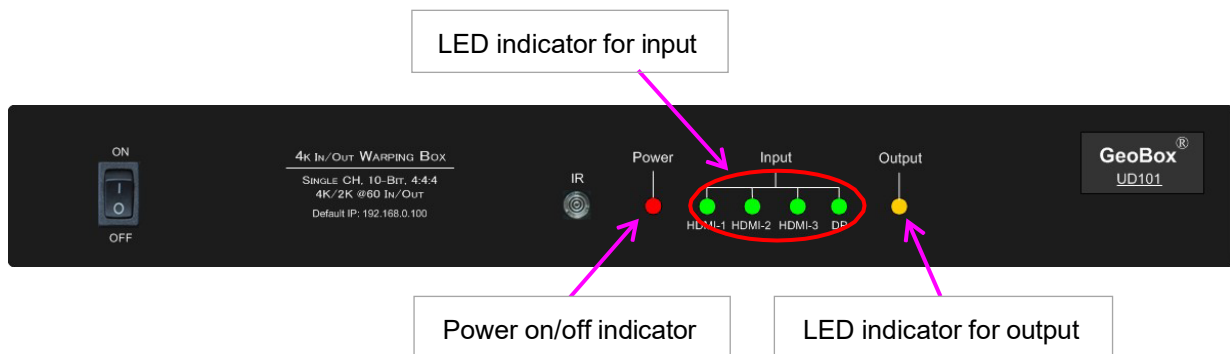 LED indicator for input
ON
I
O
OFF
4K IN/OUT WARPING BOX
SINGLE CH, 10-BIT, 4:4:4
4K/2K @60 IN/OUT
Default IP: 192.168.0.100
IR
Power
Input
HDMI-1 HDMI-2 HDMI-3 DP
Output
GeoBox®
UD101
Power on/off indicator
LED indicator for output